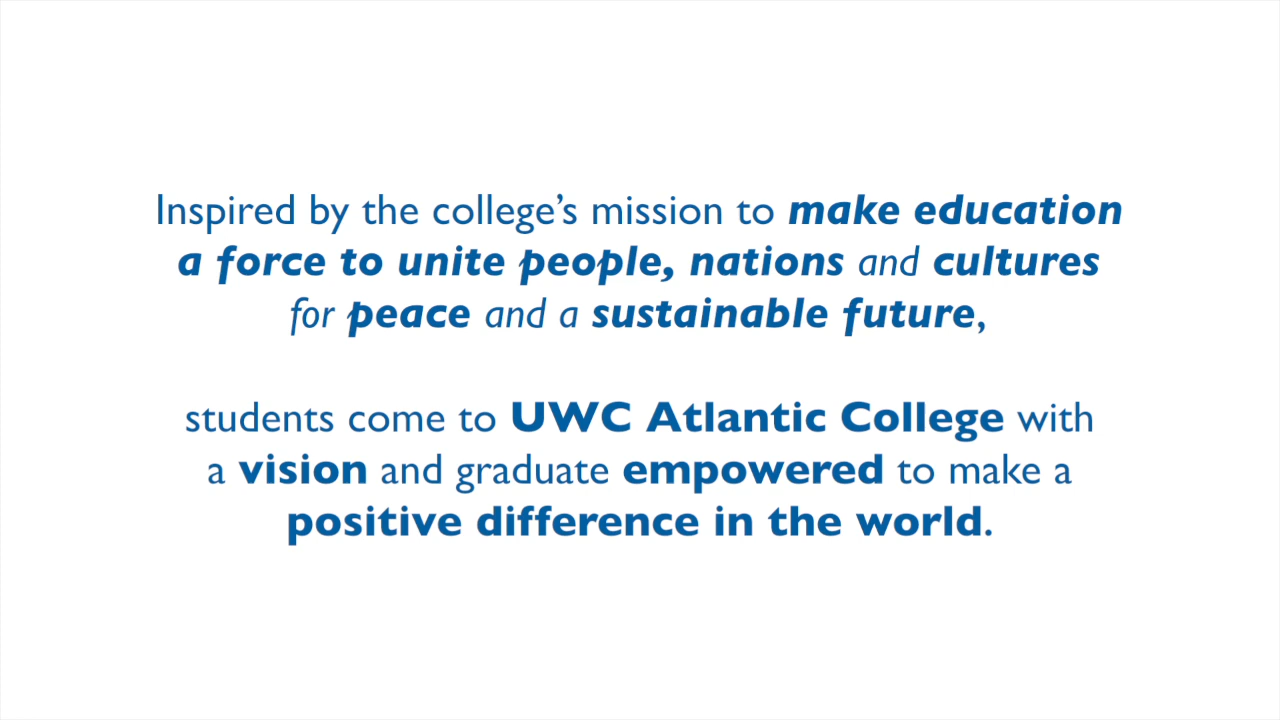 Inspired by the college’s mission to make education
a force to unite people, nations and cultures
for peace and a sustainable future,
students come to UWC Atlantic College with
a vision and graduate empowered to make a
positive difference in the world.